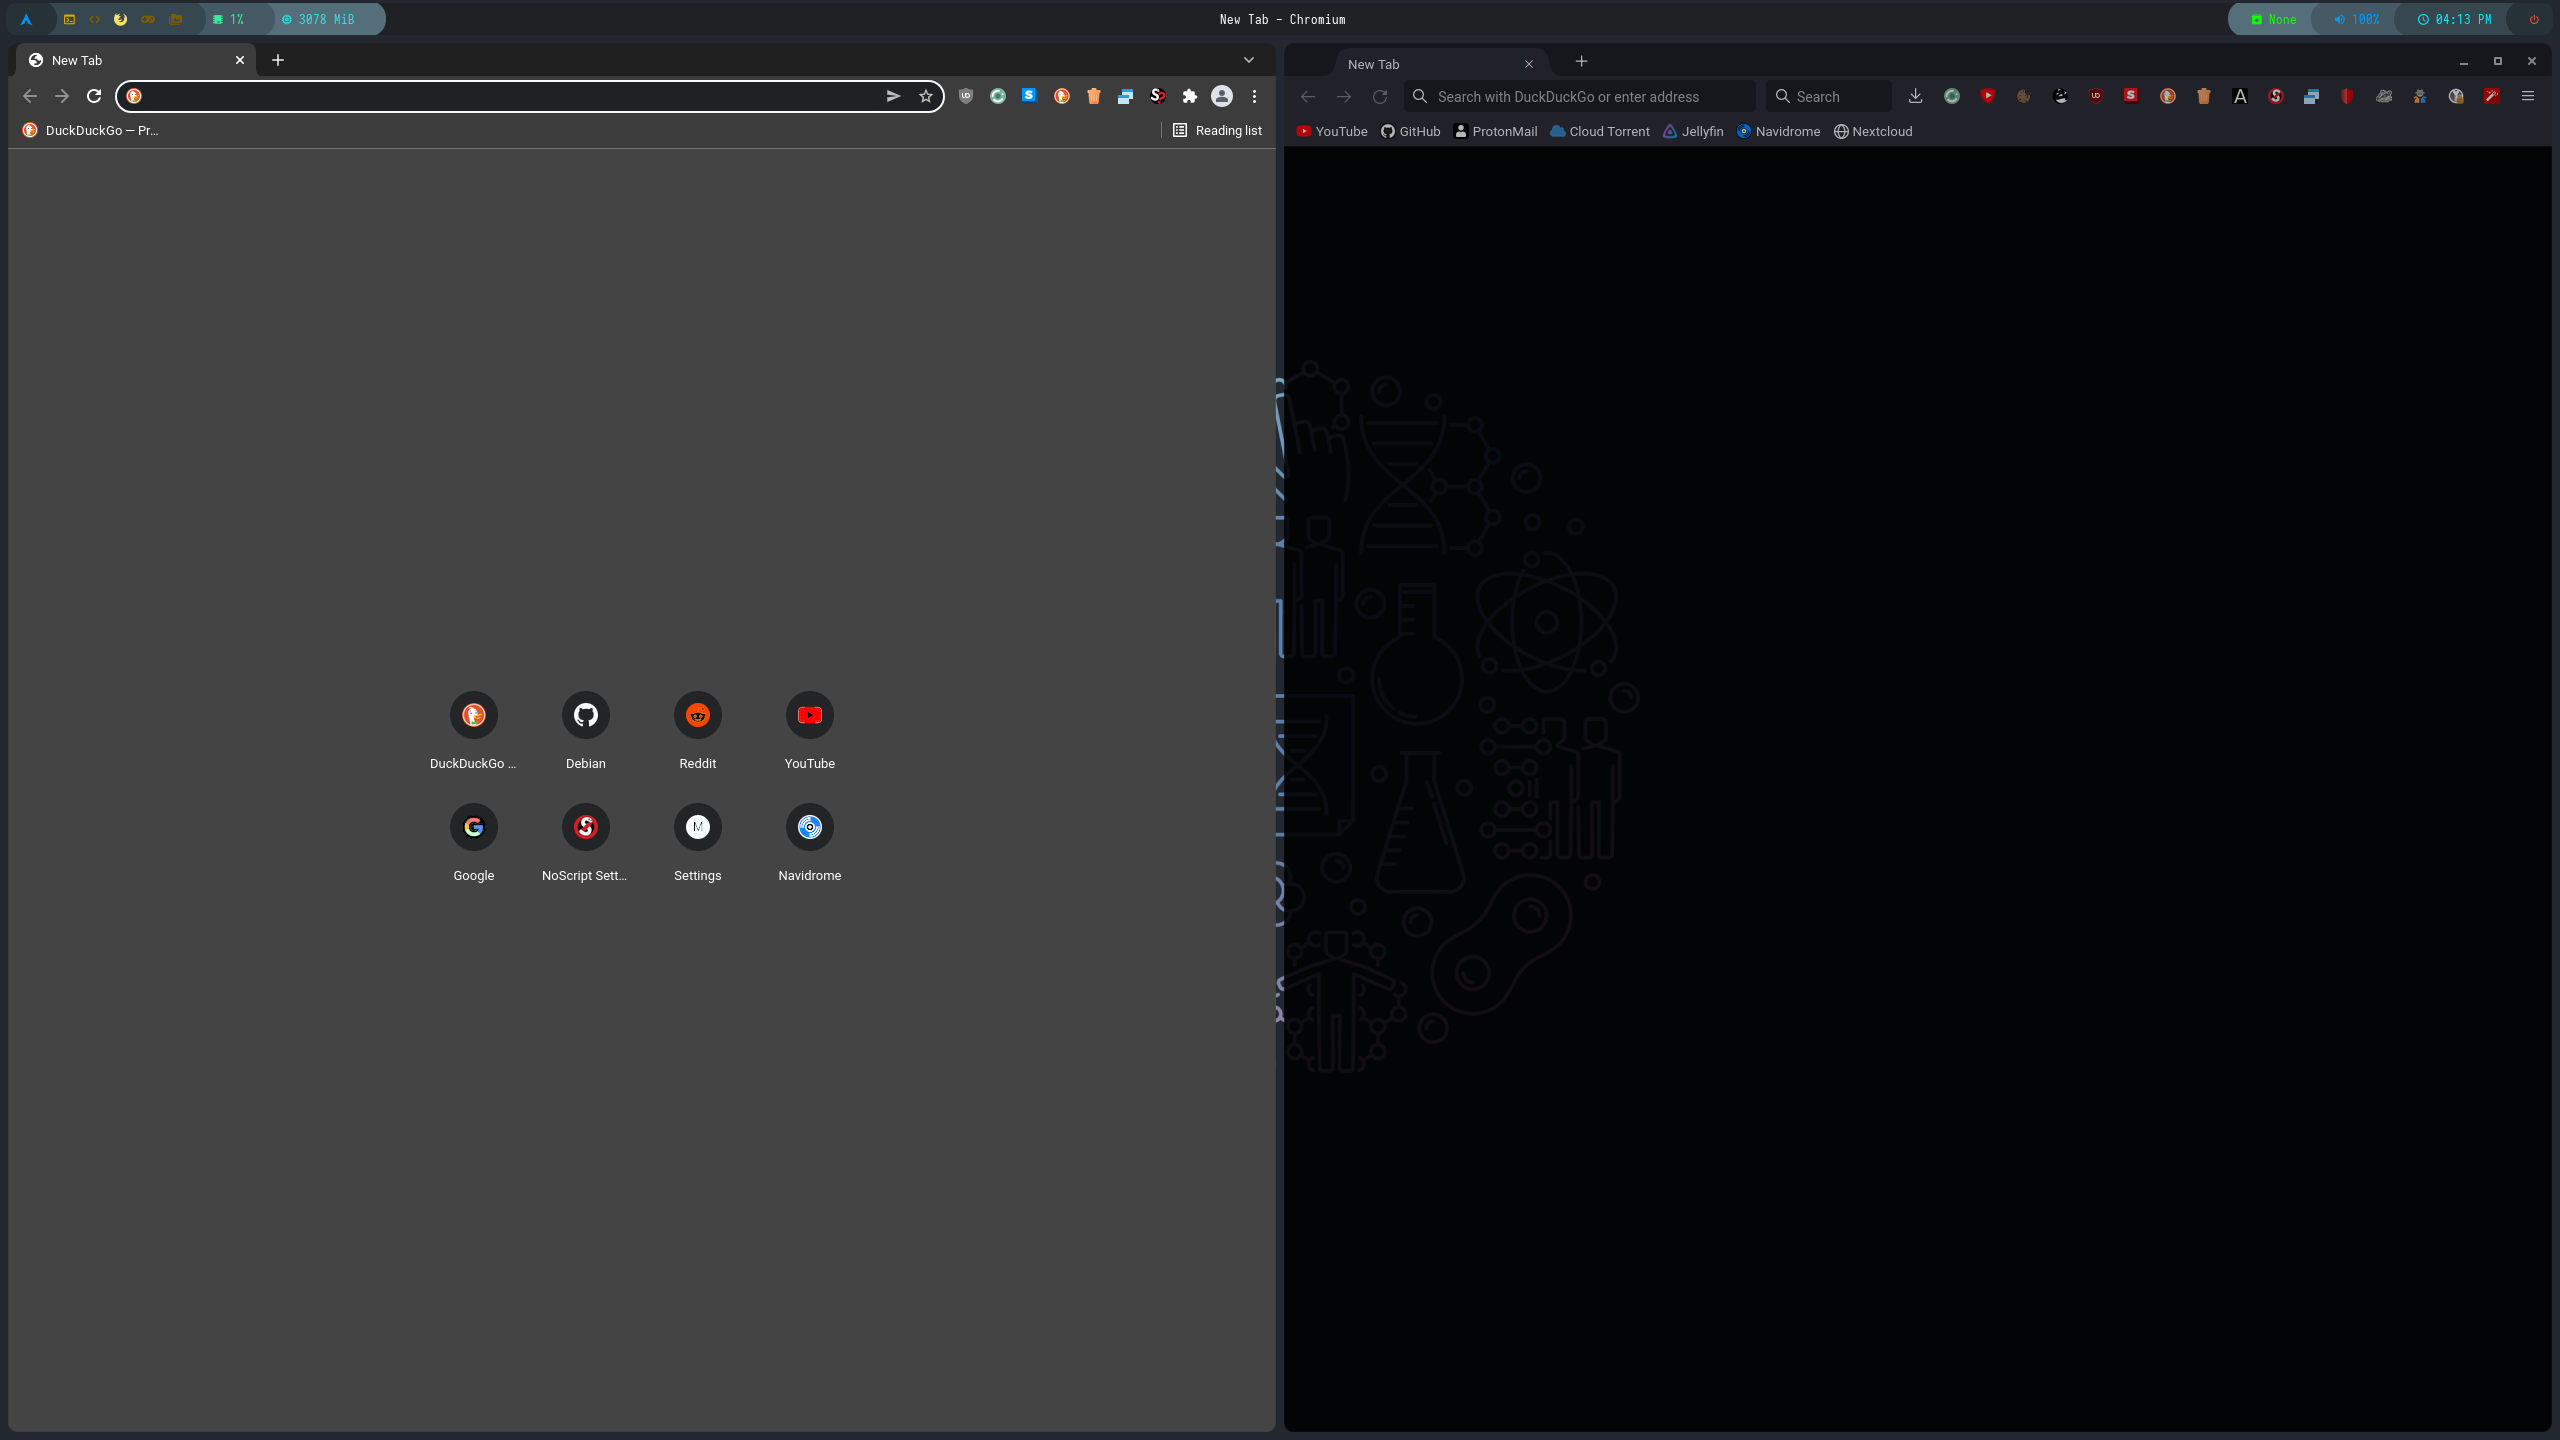 1% 3078 MiB New Tab - Chromium None 100% 04:13 PM
New Tab
DuckDuckGo — Pr...
Reading list
DuckDuckGo ... Debian Reddit YouTube
Google NoScript Sett... Settings Navidrome
New Tab
Search with DuckDuckGo or enter address Search
YouTube GitHub ProtonMail Cloud Torrent Jellyfin Navidrome Nextcloud